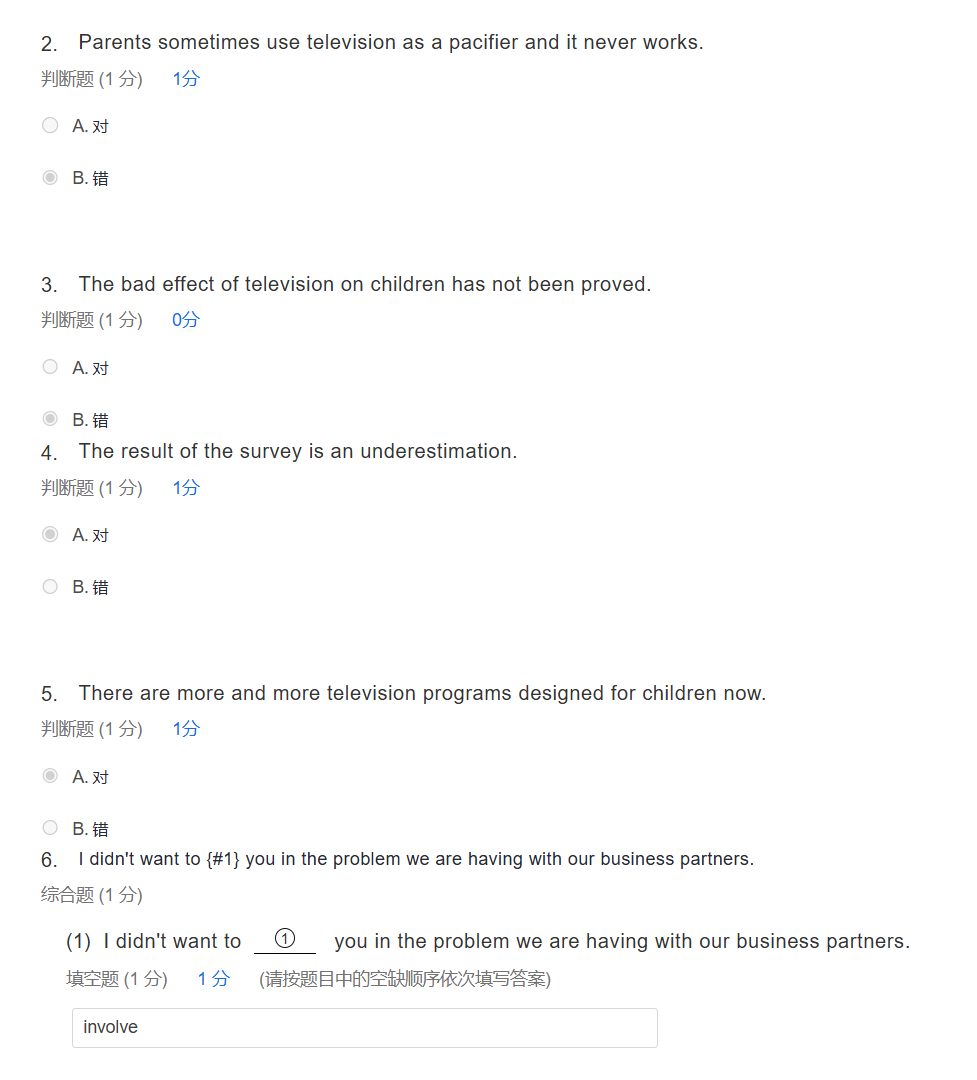 2. Parents sometimes use television as a pacifier and it never works.
判断题 (1 分) 1分
A. 对
B. 错
3. The bad effect of television on children has not been proved.
判断题 (1 分) 0分
A. 对
B. 错
4. The result of the survey is an underestimation.
判断题 (1 分) 1分
A. 对
B. 错
5. There are more and more television programs designed for children now.
判断题 (1 分) 1分
A. 对
B. 错
6. I didn't want to {#1} you in the problem we are having with our business partners.
综合题 (1 分)
(1) I didn't want to ① you in the problem we are having with our business partners.
填空题 (1 分) 1 分 (请按题目中的空缺顺序依次填写答案)
involve